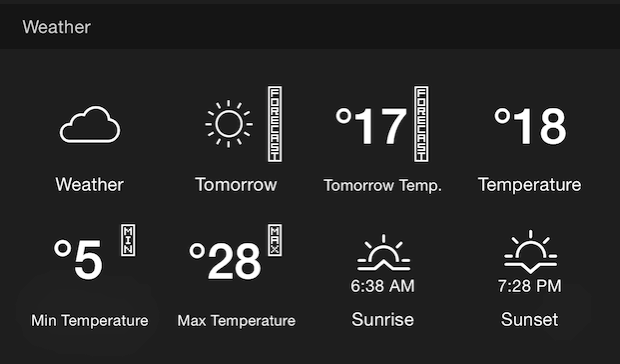 Weather
FORECAST
°17
FORECAST
°18
Weather
Tomorrow
Tomorrow Temp.
Temperature
°5
MIN
°28
MAX
6:38 AM
7:28 PM
Min Temperature
Max Temperature
Sunrise
Sunset